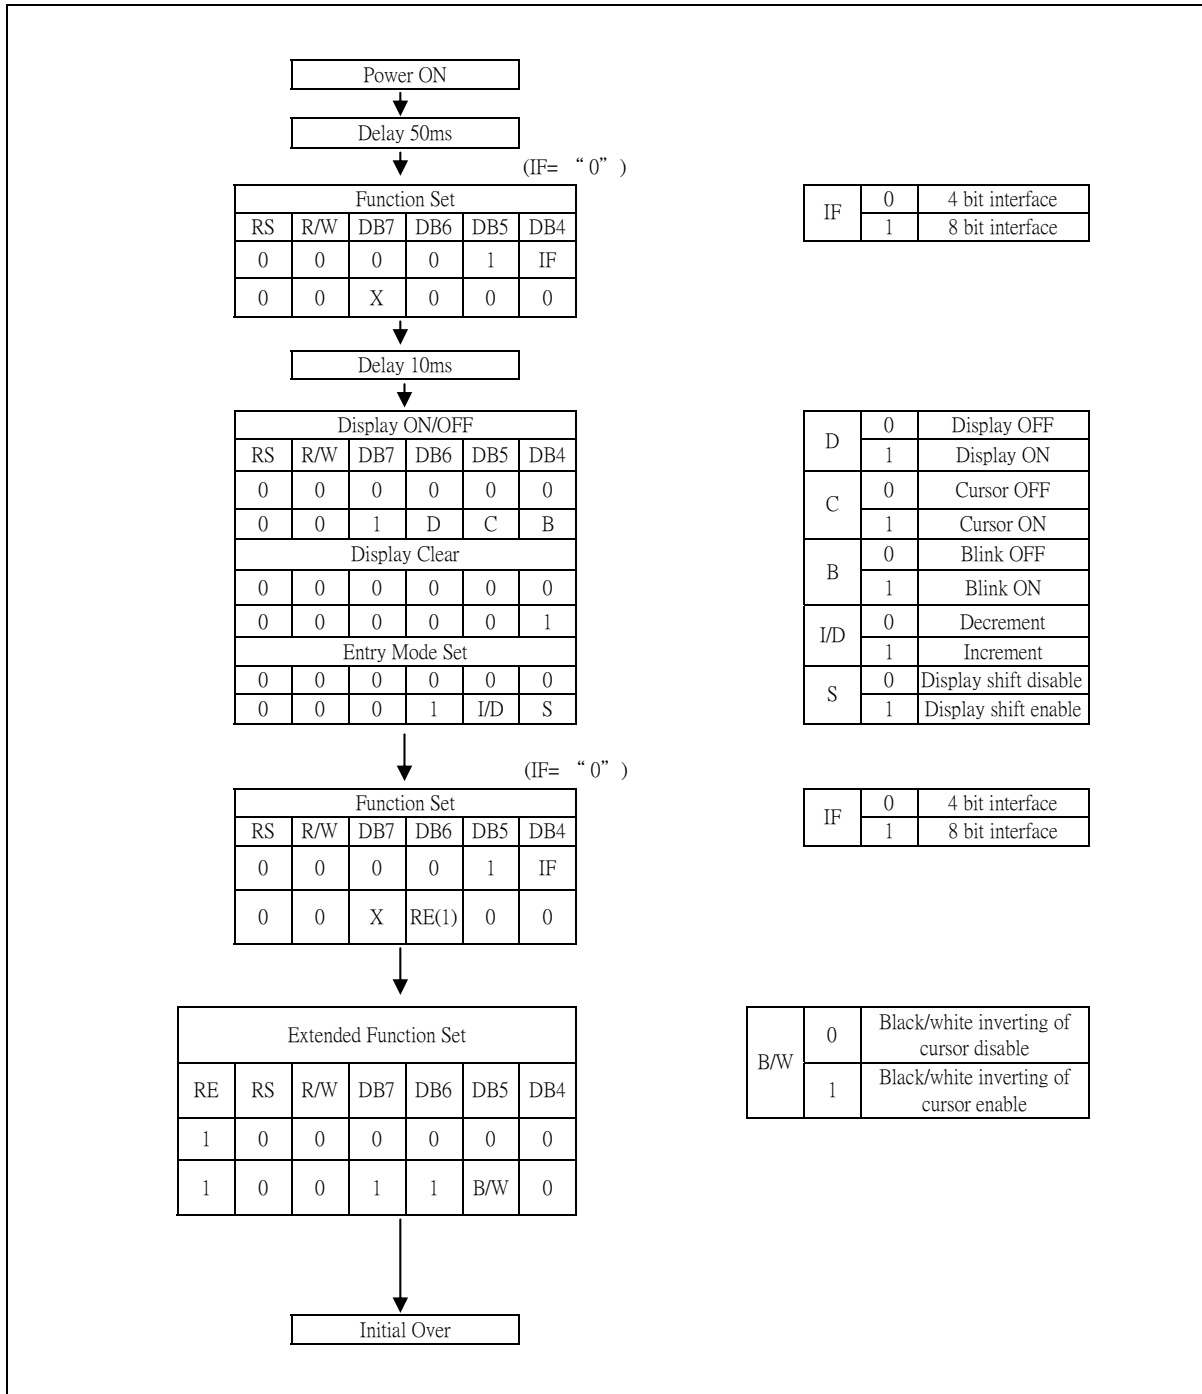 Power ON
Delay 50ms
(IF= “0”)
Function Set
RS R/W DB7 DB6 DB5 DB4
0 0 0 0 1 IF
0 0 X 0 0 0
IF
0 4 bit interface
1 8 bit interface
Delay 10ms
Display ON/OFF
RS R/W DB7 DB6 DB5 DB4
0 0 0 0 0 0
0 0 1 D C B
Display Clear
0 0 0 0 0 0
0 0 0 0 0 1
Entry Mode Set
0 0 0 0 0 0
0 0 0 1 I/D S
D
0 Display OFF
1 Display ON
C
0 Cursor OFF
1 Cursor ON
B
0 Blink OFF
1 Blink ON
I/D
0 Decrement
1 Increment
S
0 Display shift disable
1 Display shift enable
(IF= “0”)
Function Set
RS R/W DB7 DB6 DB5 DB4
0 0 0 0 1 IF
0 0 X RE(1) 0 0
IF
0 4 bit interface
1 8 bit interface
Extended Function Set
RE RS R/W DB7 DB6 DB5 DB4
1 0 0 0 0 0 0
1 0 0 1 1 B/W 0
B/W
0 Black/white inverting of
cursor disable
1 Black/white inverting of
cursor enable
Initial Over